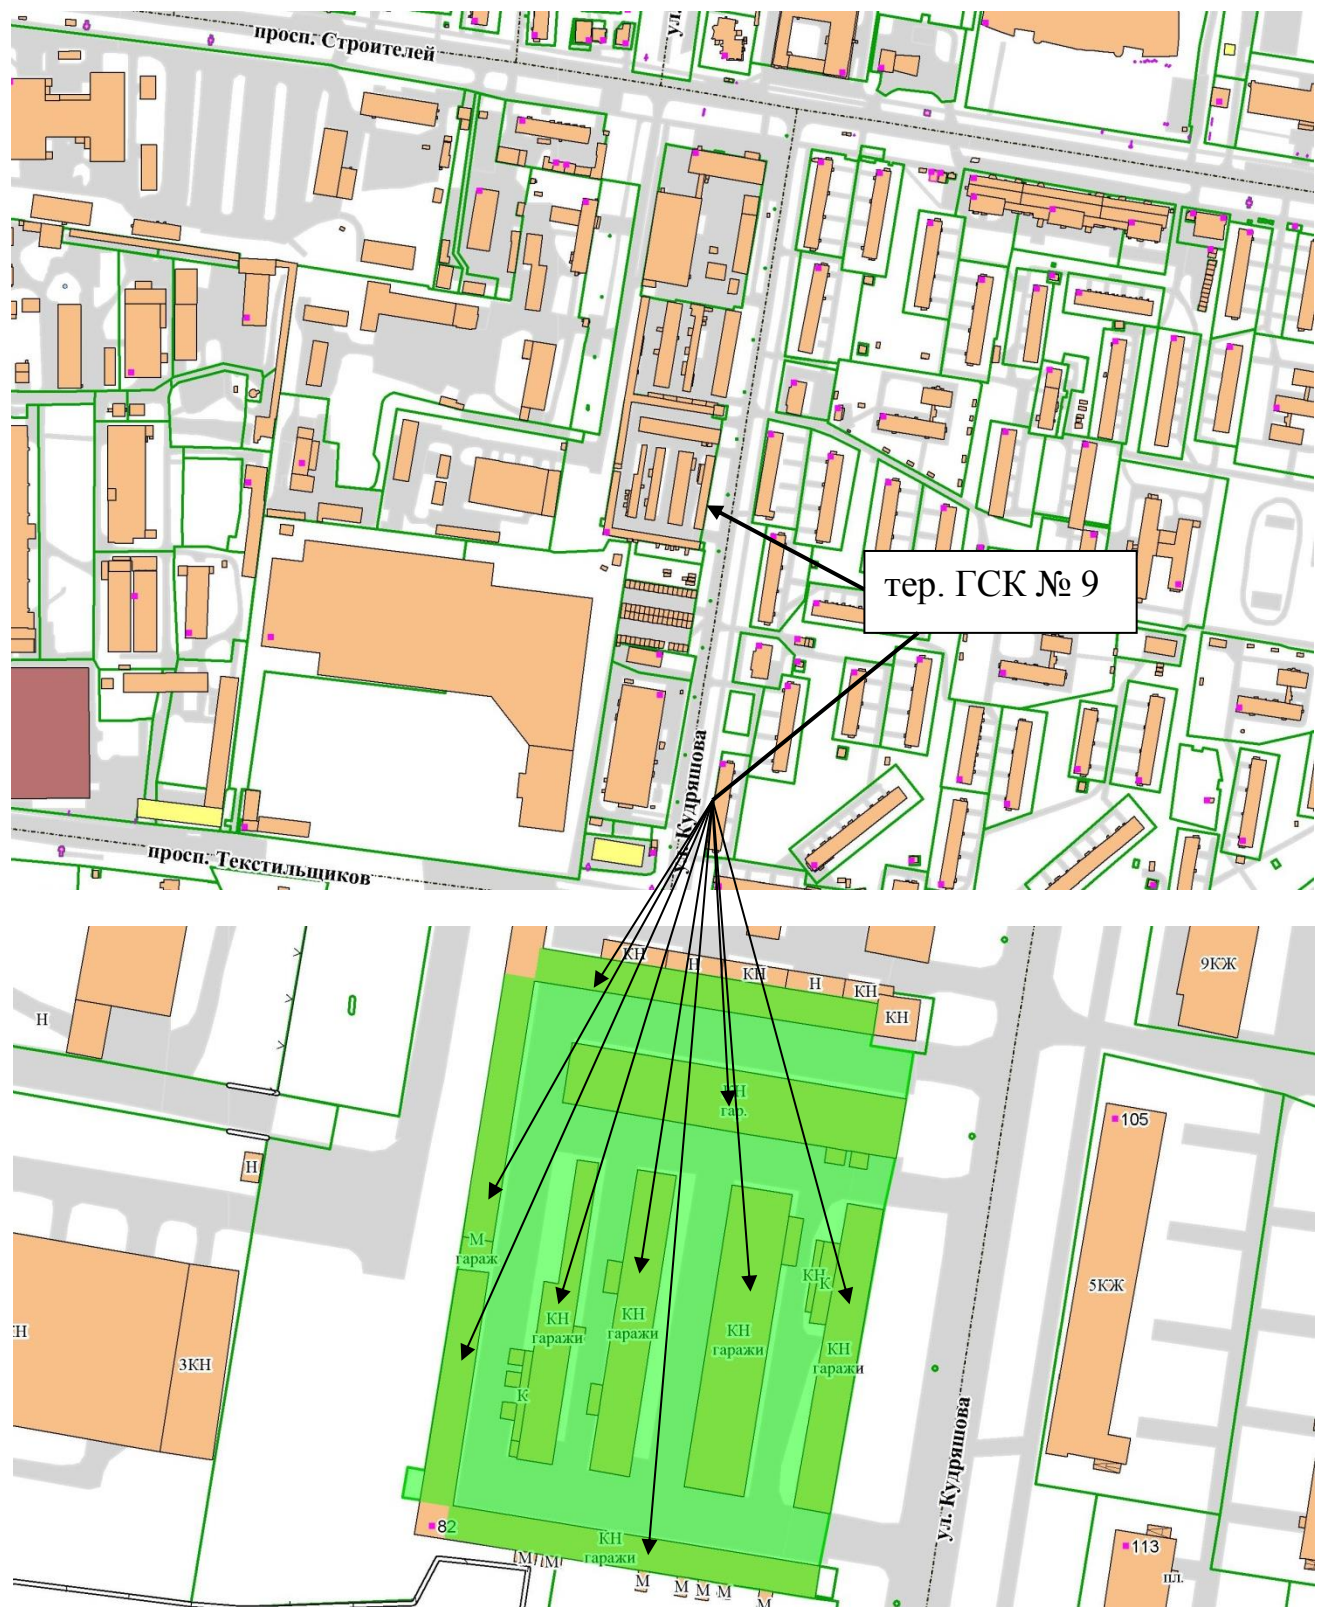 просп. Строителей
ул.
тер. ГСК № 9
ул. Кудряшова
просп. Текстильщиков
КН
Н
КН
Н
КН
КН
9КЖ
Н
КН
гар.
105
Н
М
гараж
КН
К
5КЖ
КН
гаражи
КН
гаражи
КН
гаражи
КН
гаражи
3КН
К
ул. Кудряшова
82
КН
гаражи
113
М
М
М
М
М
М
М
пл.